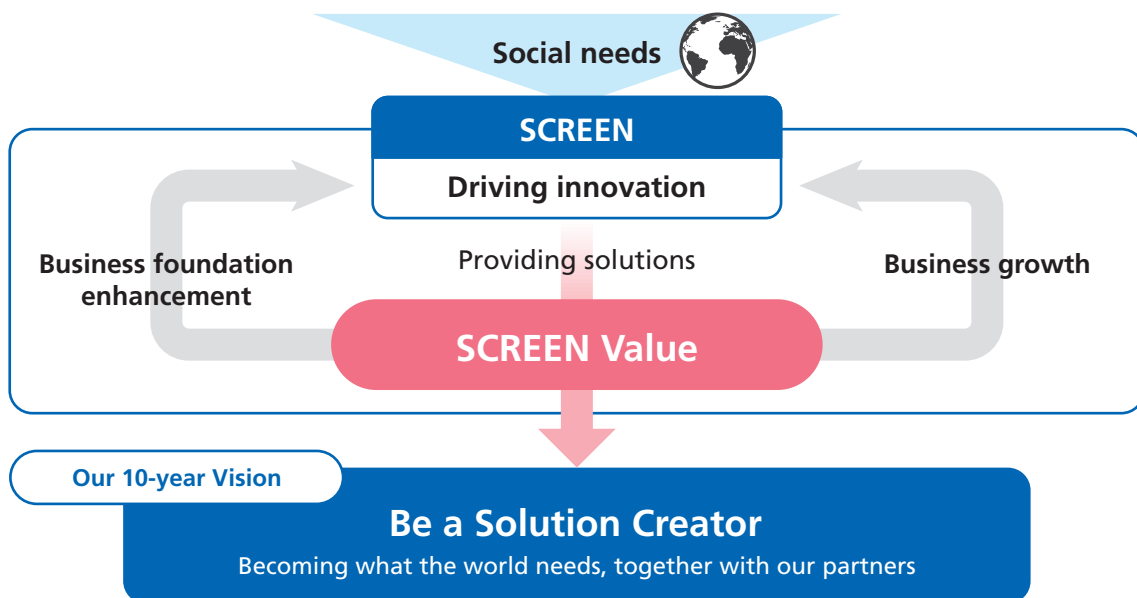 Social needs
SCREEN
Driving innovation
Business foundation
enhancement
Providing solutions
Business growth
SCREEN Value
Our 10-year Vision
Be a Solution Creator
Becoming what the world needs, together with our partners